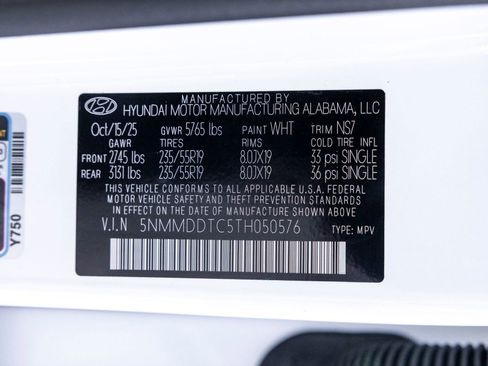 MANUFACTURED BY
HYUNDAI MOTOR MANUFACTURING ALABAMA, LLC
Oct/15/25 GVWR 5765 lbs PAINT WHT TRIM NS7
GAWR TIRES RIMS COLD TIRE INFL
FRONT 2745 lbs 235/55R19 8.0JX19 33 psi SINGLE
REAR 3131 lbs 235/55R19 8.0JX19 36 psi SINGLE
THIS VEHICLE CONFORMS TO ALL APPLICABLE U.S.A. FEDERAL
MOTOR VEHICLE SAFETY AND THEFT PREVENTION STANDARDS
IN EFFECT ON THE DATE OF MANUFACTURE SHOWN ABOVE.
V.I.N 5NMMDDTC5TH050576 TYPE: MPV
Y750